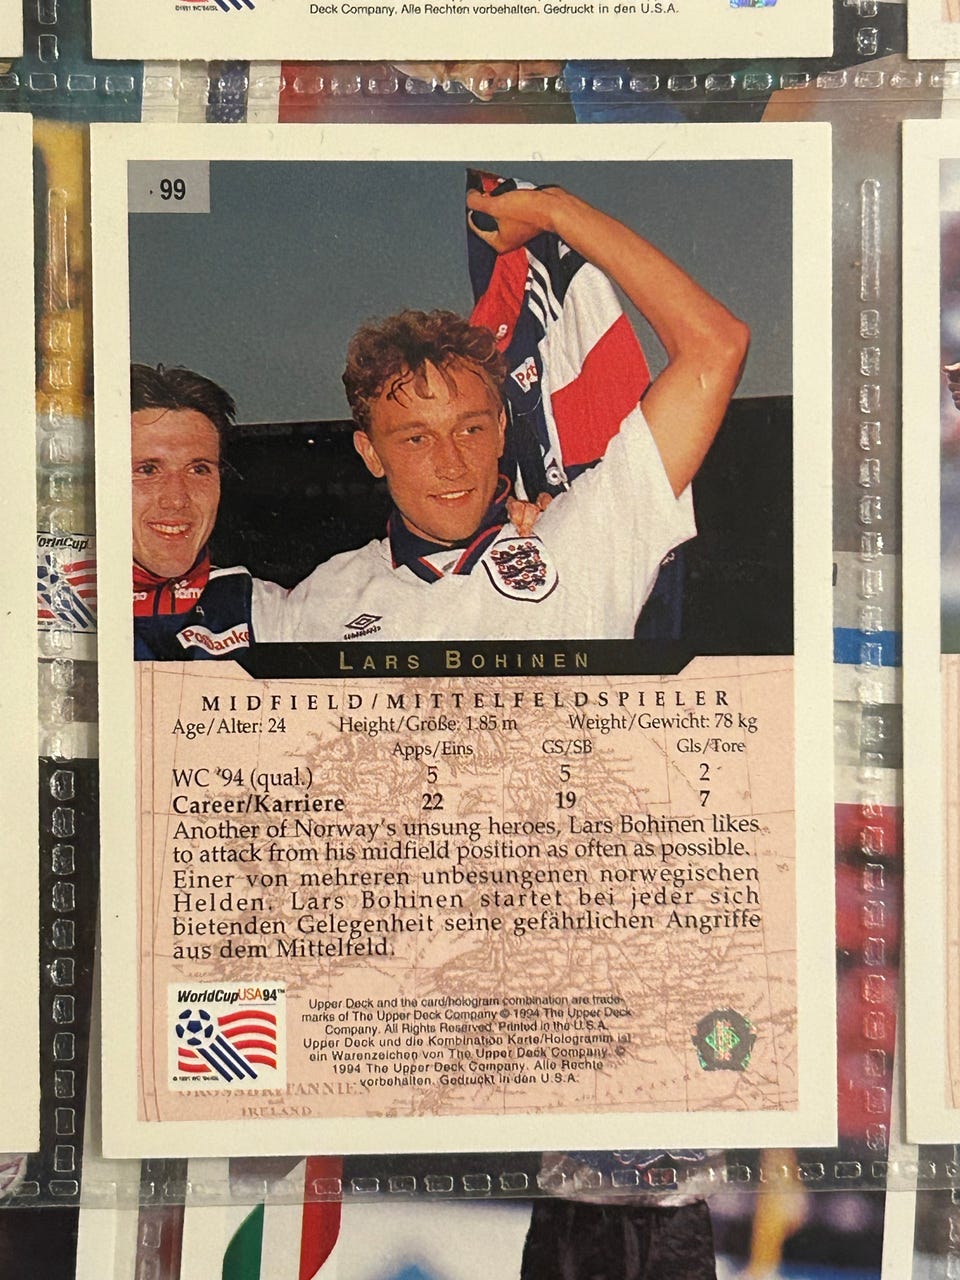 Deck Company. Alle Rechten vorbehalten. Gedruckt in den U.S.A.
99
Postbanken
LARS BOHINEN
MIDFIELD/MITTELFELDSPIELER
Age/Alter: 24 Height/Größe: 1.85 m Weight/Gewicht: 78 kg
Apps/Eins GS/SB Gls/Tore
WC '94 (qual.) 5 5 2
Career/Karriere 22 19 7
Another of Norway's unsung heroes, Lars Bohinen likes
to attack from his midfield position as often as possible.
Einer von mehreren unbesungenen norwegischen
Helden. Lars Bohinen startet bei jeder sich
bietenden Gelegenheit seine gefährlichen Angriffe
aus dem Mittelfeld.
WorldCupUSA94™
Upper Deck and the card/hologram combination are trade-
marks of The Upper Deck Company © 1994 The Upper Deck
Company. All Rights Reserved. Printed in the U.S.A.
Upper Deck und die Kombination Karte/Hologramm ist
ein Warenzeichen von The Upper Deck Company. ©
1994 The Upper Deck Company. Alle Rechte
vorbehalten. Gedruckt in den U.S.A.
GROSSBRITANNIEN
IRELAND
WorldCup